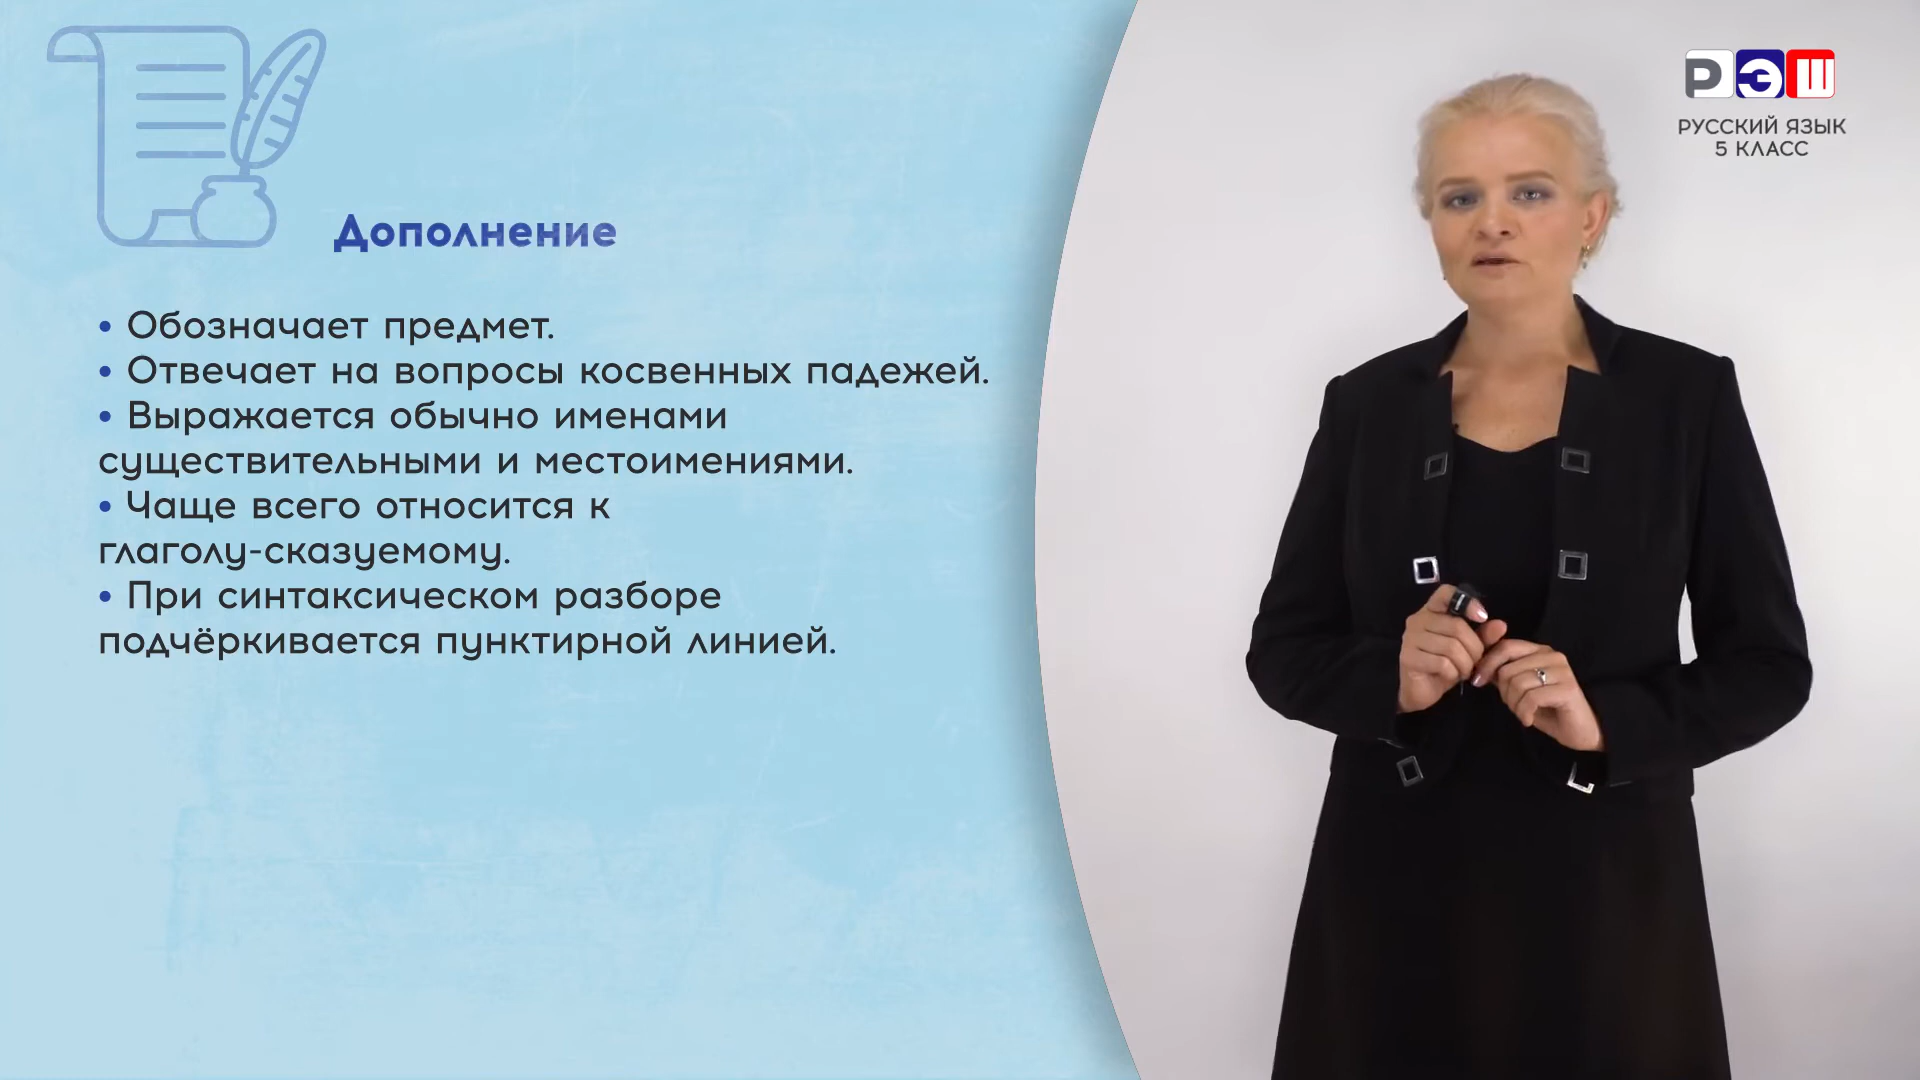 Дополнение
• Обозначает предмет.
• Отвечает на вопросы косвенных падежей.
• Выражается обычно именами
существительными и местоимениями.
• Чаще всего относится к
глаголу-сказуемому.
• При синтаксическом разборе
подчёркивается пунктирной линией.
РЭШ
РУССКИЙ ЯЗЫК
5 КЛАСС